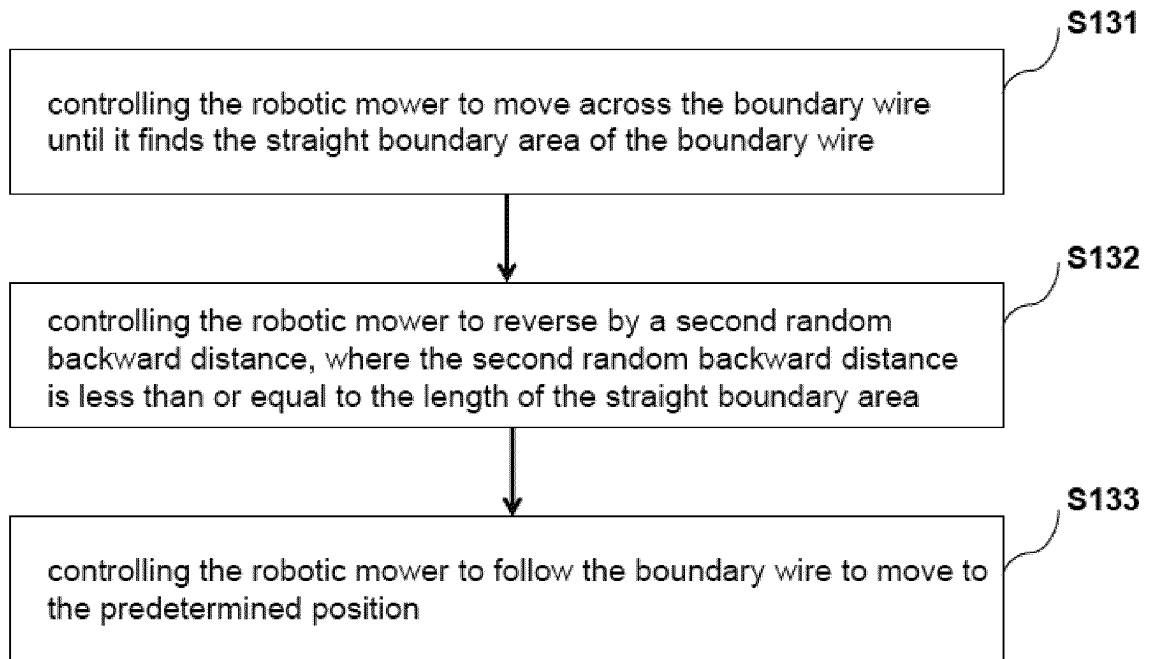 S131
controlling the robotic mower to move across the boundary wire
until it finds the straight boundary area of the boundary wire
S132
controlling the robotic mower to reverse by a second random
backward distance, where the second random backward distance
is less than or equal to the length of the straight boundary area
S133
controlling the robotic mower to follow the boundary wire to move to
the predetermined position